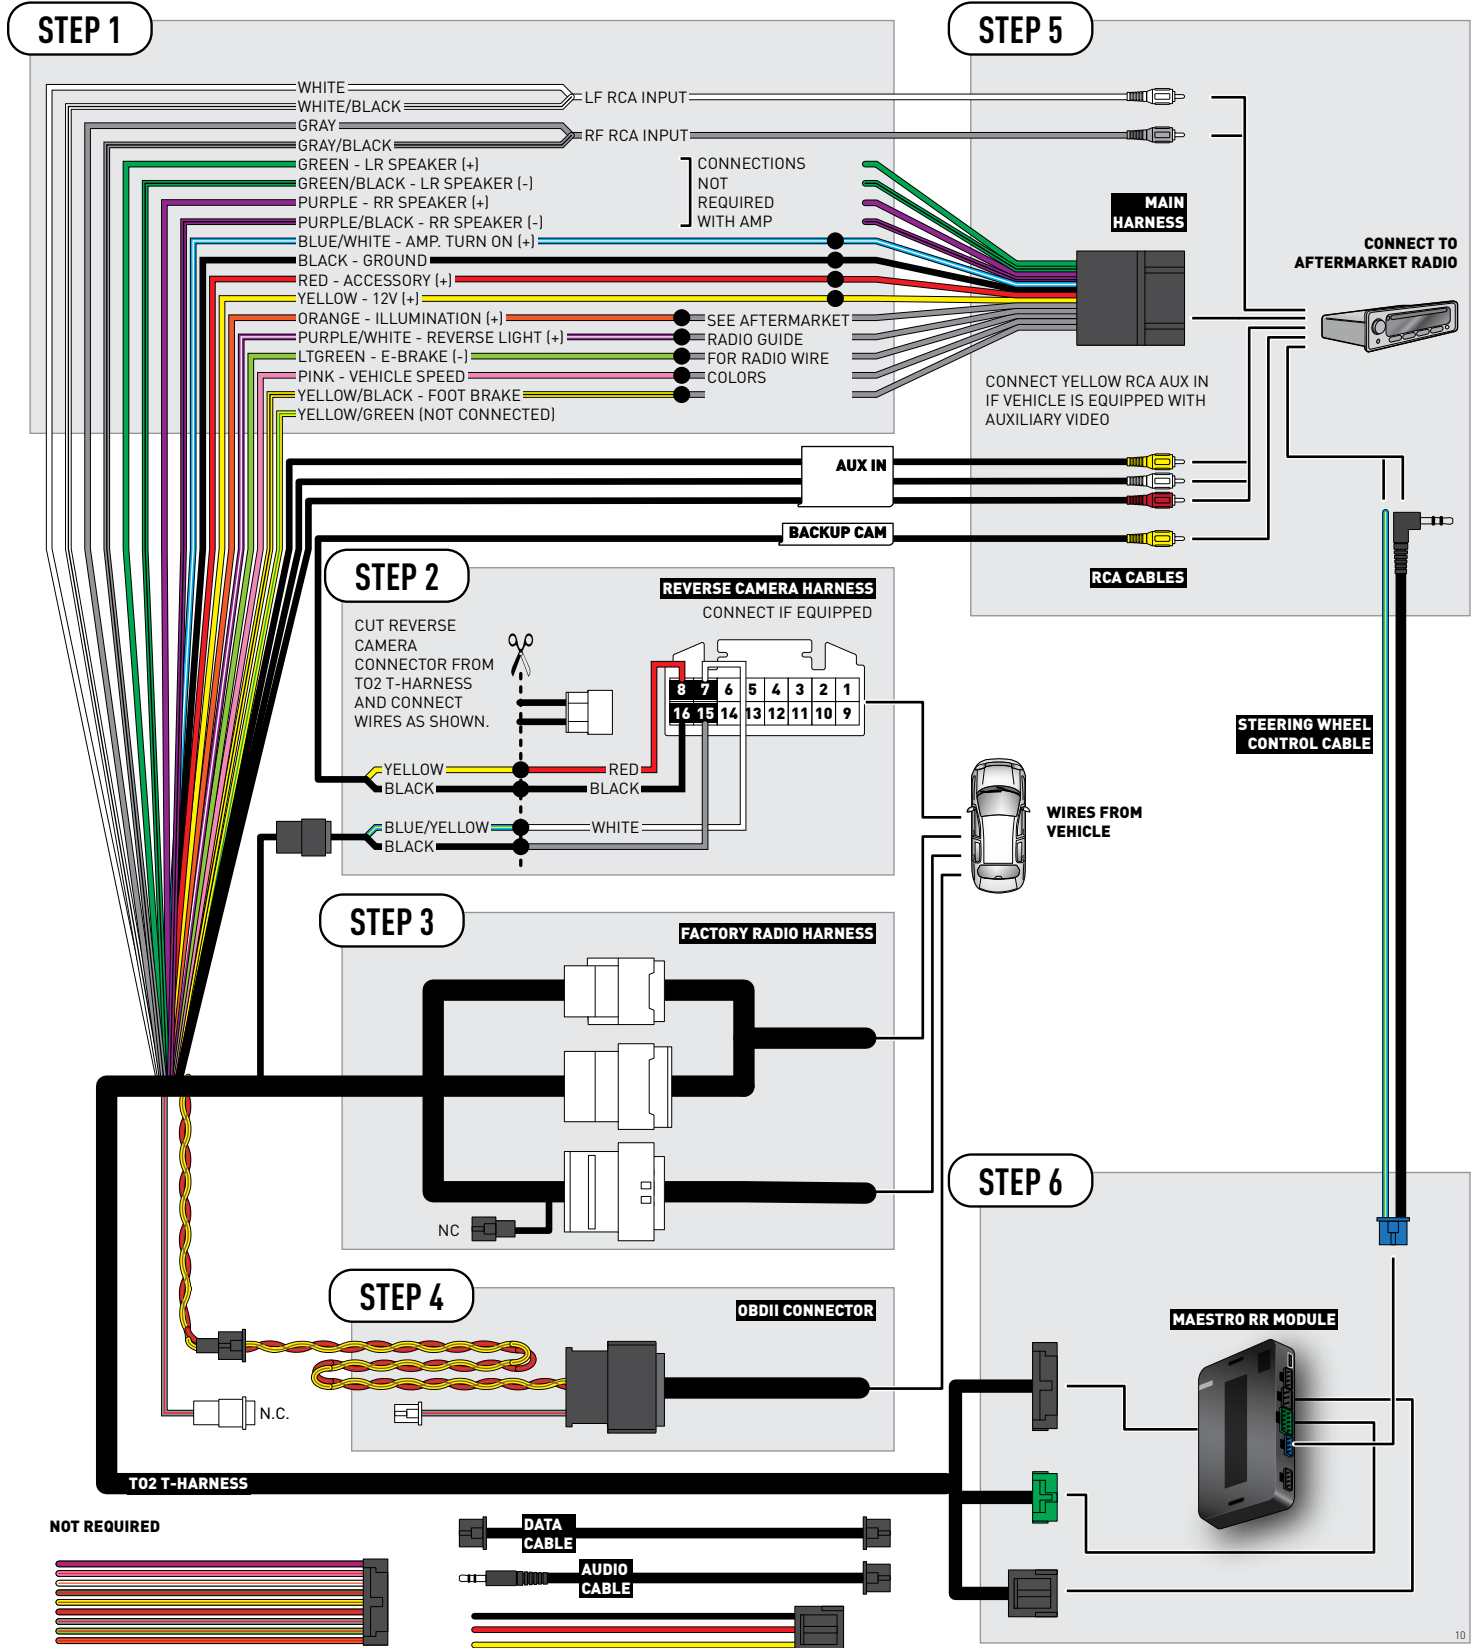 STEP 1
WHITE
WHITE/BLACK
LF RCA INPUT
GRAY
GRAY/BLACK
RF RCA INPUT
GREEN - LR SPEAKER (+)
GREEN/BLACK - LR SPEAKER (-)
PURPLE - RR SPEAKER (+)
PURPLE/BLACK - RR SPEAKER (-)
CONNECTIONS
NOT
REQUIRED
WITH AMP
BLUE/WHITE - AMP. TURN ON (+)
BLACK - GROUND
RED - ACCESSORY (+)
YELLOW - 12V (+)
ORANGE - ILLUMINATION (+)
PURPLE/WHITE - REVERSE LIGHT (+)
LTGREEN - E-BRAKE (-)
PINK - VEHICLE SPEED
YELLOW/BLACK - FOOT BRAKE
YELLOW/GREEN (NOT CONNECTED)
SEE AFTERMARKET
RADIO GUIDE
FOR RADIO WIRE
COLORS
STEP 5
MAIN
HARNESS
CONNECT TO
AFTERMARKET RADIO
CONNECT YELLOW RCA AUX IN
IF VEHICLE IS EQUIPPED WITH
AUXILIARY VIDEO
AUX IN
BACKUP CAM
RCA CABLES
STEP 2
REVERSE CAMERA HARNESS
CONNECT IF EQUIPPED
CUT REVERSE
CAMERA
CONNECTOR FROM
TO2 T-HARNESS
AND CONNECT
WIRES AS SHOWN.
8 7 6 5 4 3 2 1
16 15 14 13 12 11 10 9
YELLOW
RED
BLACK
BLACK
BLUE/YELLOW
WHITE
BLACK
STEERING WHEEL
CONTROL CABLE
WIRES FROM
VEHICLE
STEP 3
FACTORY RADIO HARNESS
NC
STEP 4
OBDII CONNECTOR
N.C.
STEP 6
MAESTRO RR MODULE
TO2 T-HARNESS
NOT REQUIRED
DATA
CABLE
AUDIO
CABLE
10